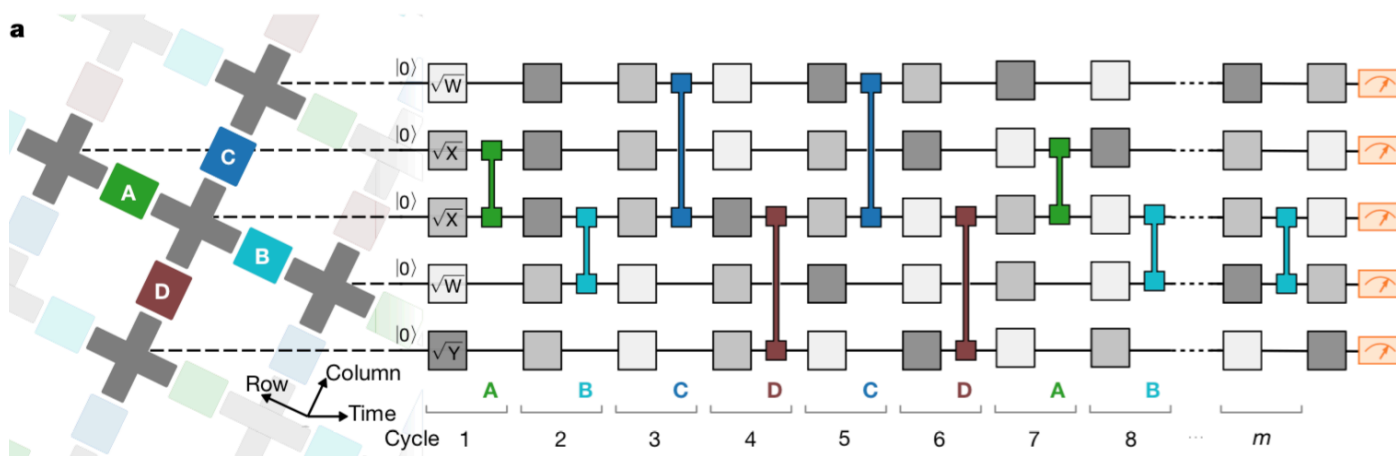 a
|0⟩
√W
|0⟩
√X
|0⟩
√X
|0⟩
√W
|0⟩
√Y
C
A
B
D
Row
Column
Time
A B C D C D A B
Cycle 1 2 3 4 5 6 7 8 ... m